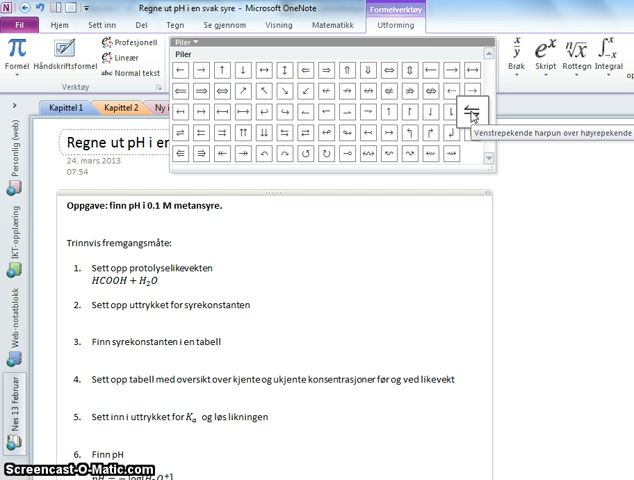 Regne ut pH i en svak syre - Microsoft OneNote
Formelverktøy
Fil
Hjem
Sett inn
Del
Tegn
Se gjennom
Visning
Matematikk
Utforming
Formel
Håndskriftsformel
Profesjonell
Lineær
abc Normal tekst
Verktøy
Piler
Piler
Brøk
Skript
Rottegn
Integral
Venstrepekende harpun over høyrepekende
Kapittel 1
Kapittel 2
Ny i
Personlig (web)
IKT-opplæring
Web-notatblokk
Nes 13 februar
Regne ut pH i en
24. mars 2013
07:54
Oppgave: finn pH i 0.1 M metansyre.
Trinnvis fremgangsmåte:
1. Sett opp protolyselikevekten
HCOOH + H₂O
2. Sett opp uttrykket for syrekonstanten
3. Finn syrekonstanten i en tabell
4. Sett opp tabell med oversikt over kjente og ukjente konsentrasjoner før og ved likevekt
5. Sett inn i uttrykket for Kₐ og løs likningen
6. Finn pH
pH = − log[H₃O⁺]
Screencast-O-Matic.com